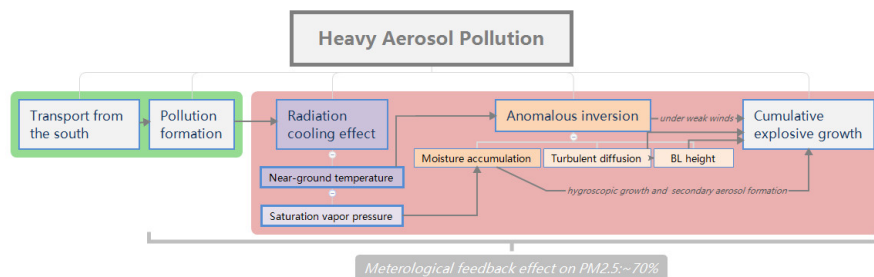 Heavy Aerosol Pollution
Transport from
the south
Pollution
formation
Radiation
cooling effect
Anomalous inversion
under weak winds
Cumulative
explosive growth
Moisture accumulation
Turbulent diffusion
BL height
Near-ground temperature
hygroscopic growth and secondary aerosol formation
Saturation vapor pressure
Meterological feedback effect on PM2.5:~70%